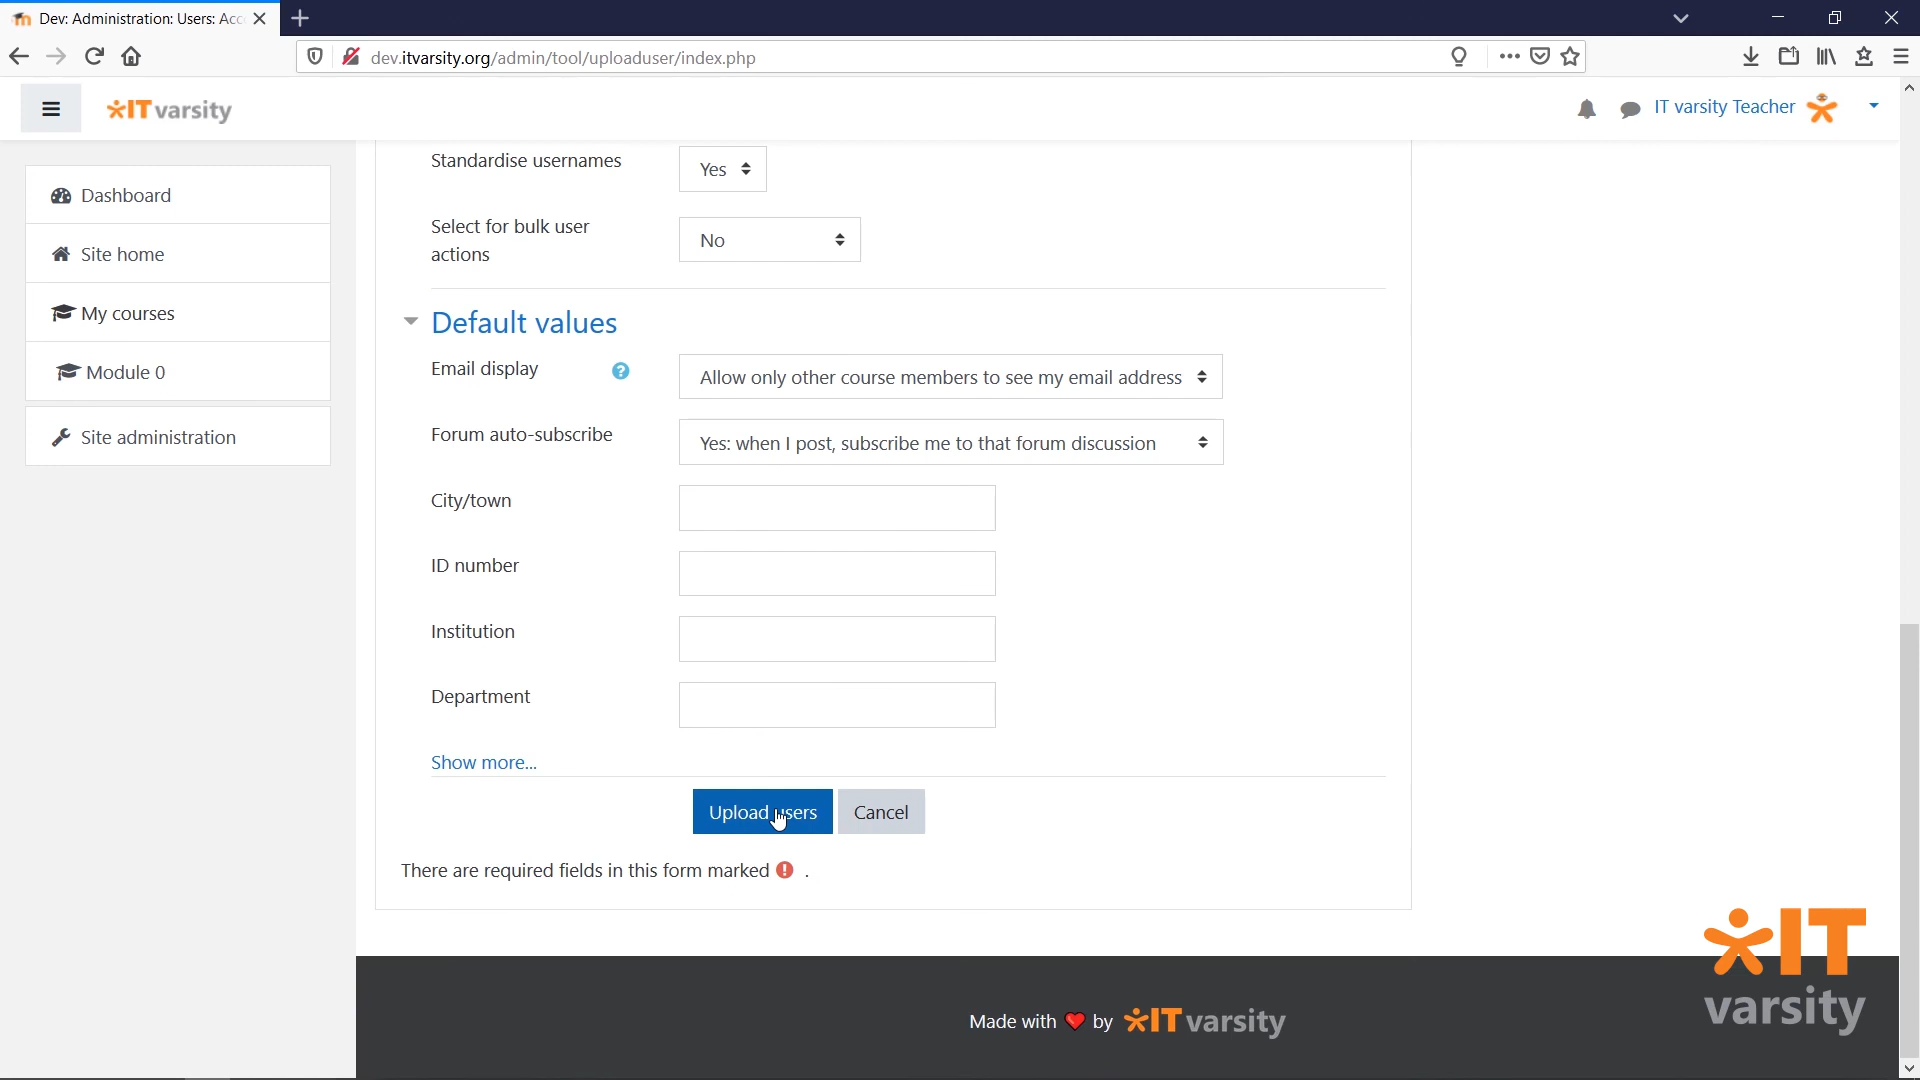 Dev: Administration: Users: Acc
dev.itvarsity.org/admin/tool/uploaduser/index.php
IT varsity
IT varsity Teacher
Dashboard
Site home
My courses
Module 0
Site administration
Standardise usernames
Yes
Select for bulk user
actions
No
Default values
Email display
Allow only other course members to see my email address
Forum auto-subscribe
Yes: when I post, subscribe me to that forum discussion
City/town
ID number
Institution
Department
Show more...
Upload users
Cancel
There are required fields in this form marked .
Made with by IT varsity
IT
varsity